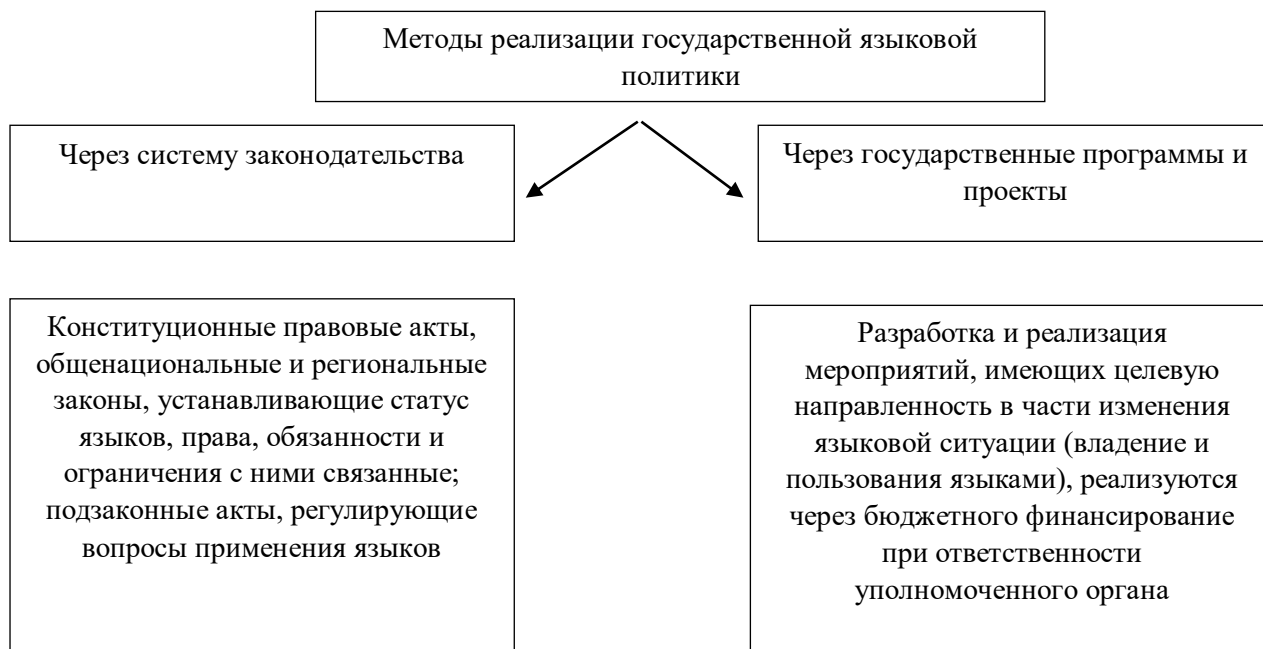 Методы реализации государственной языковой
политики
Через систему законодательства
Через государственные программы и
проекты
Конституционные правовые акты,
общенациональные и региональные
законы, устанавливающие статус
языков, права, обязанности и
ограничения с ними связанные;
подзаконные акты, регулирующие
вопросы применения языков
Разработка и реализация
мероприятий, имеющих целевую
направленность в части изменения
языковой ситуации (владение и
пользования языками), реализуются
через бюджетного финансирование
при ответственности
уполномоченного органа